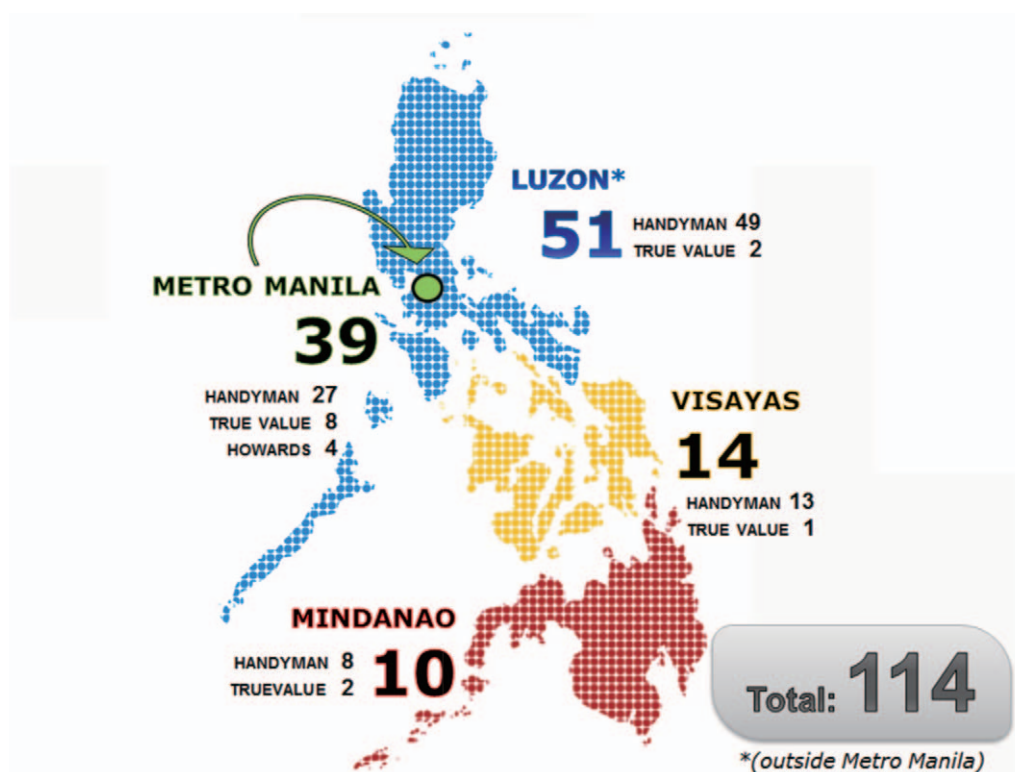 LUZON*
51
HANDYMAN 49
TRUE VALUE 2
METRO MANILA
39
HANDYMAN 27
TRUE VALUE 8
HOWARDS 4
VISAYAS
14
HANDYMAN 13
TRUE VALUE 1
MINDANAO
HANDYMAN 8
TRUEVALUE 2
10
Total: 114
*(outside Metro Manila)